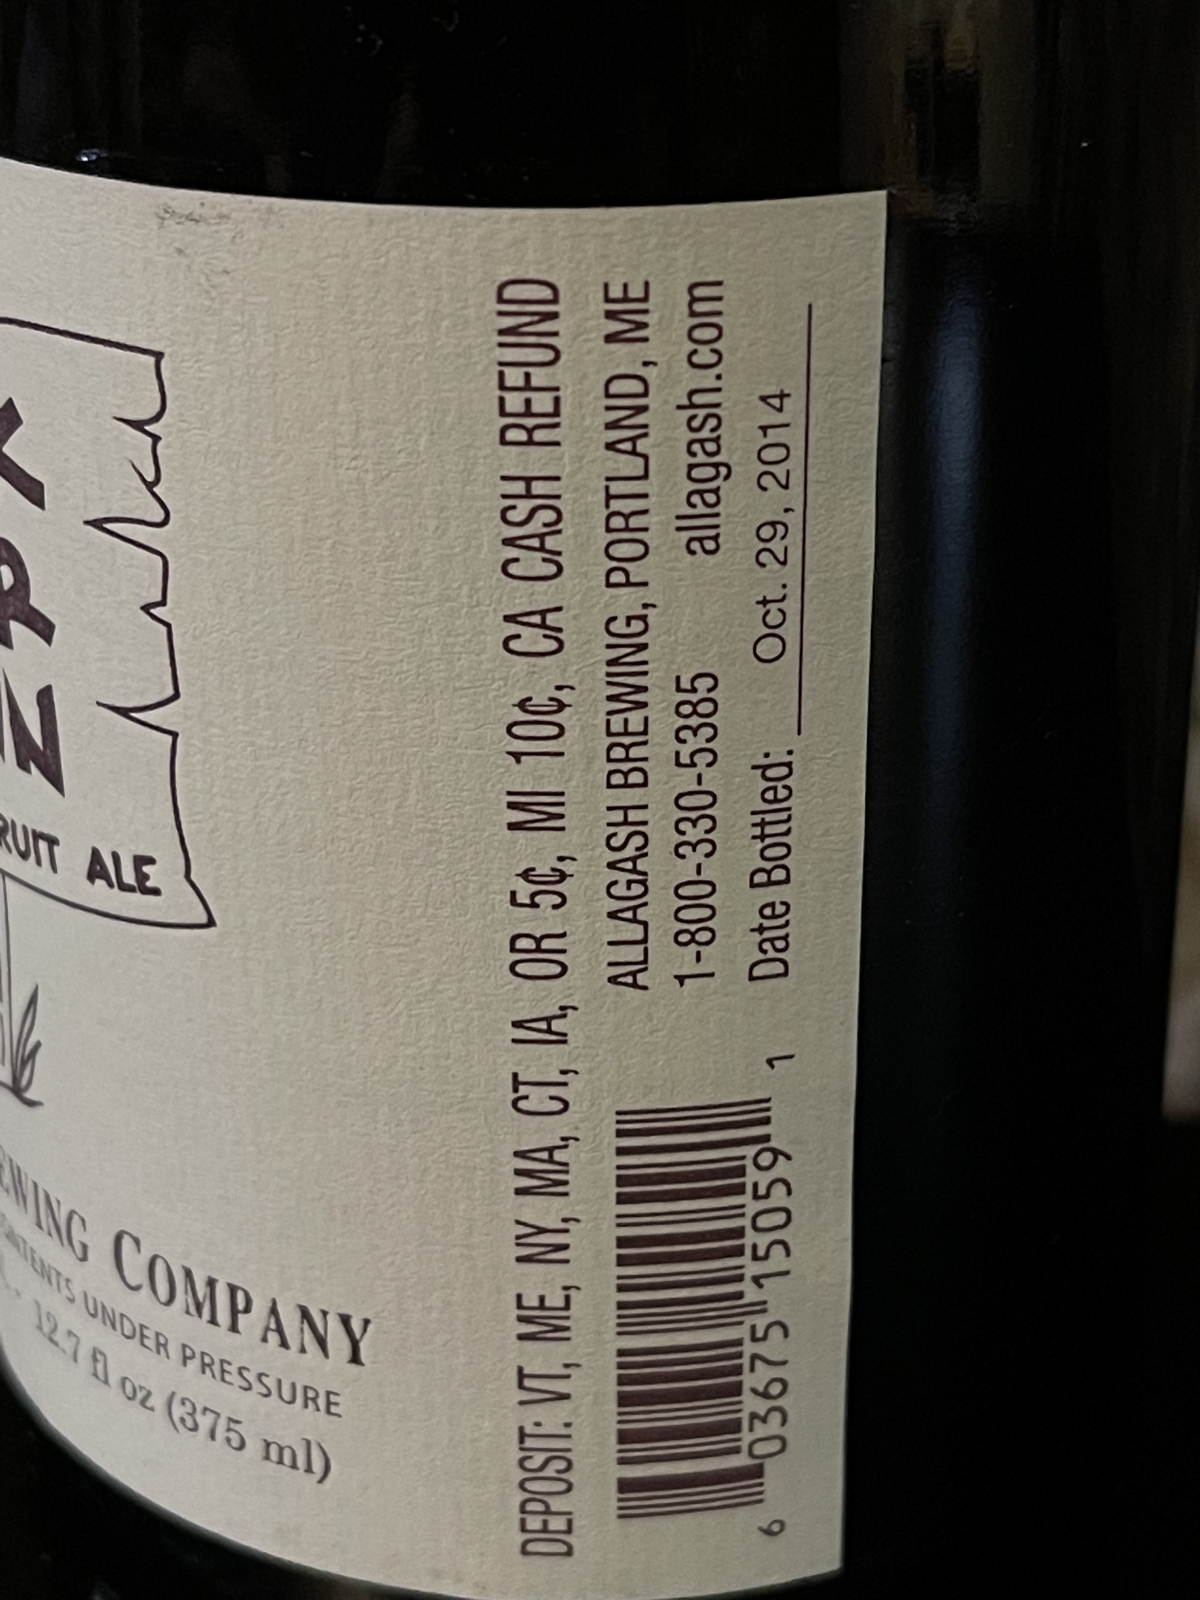 RUIT ALE
EWING COMPANY
CONTENTS UNDER PRESSURE
12.7 fl oz (375 ml)
DEPOSIT: VT, ME, NY, MA, CT, IA, OR 5¢, MI 10¢, CA CASH REFUND
ALLAGASH BREWING, PORTLAND, ME
1-800-330-5385 allagash.com
Date Bottled: Oct. 29, 2014
6 03675 15059 1